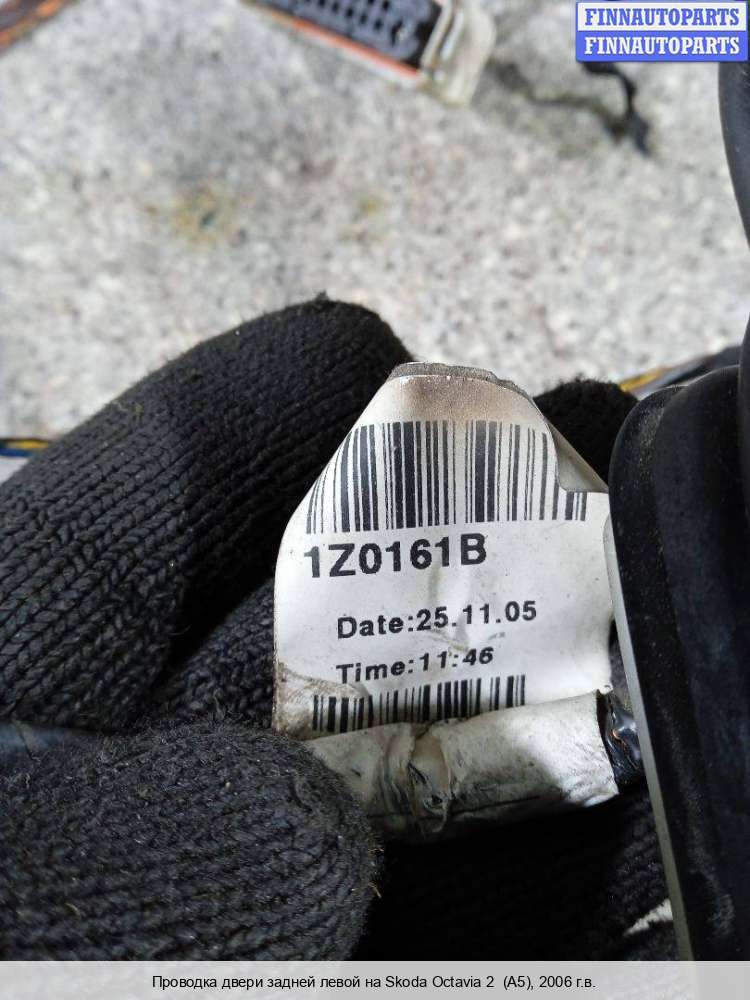 FINNAUTOPARTS
FINNAUTOPARTS
1Z0161B
Date:25.11.05
Time:11:46
Проводка двери задней левой на Skoda Octavia 2 (A5), 2006 г.в.